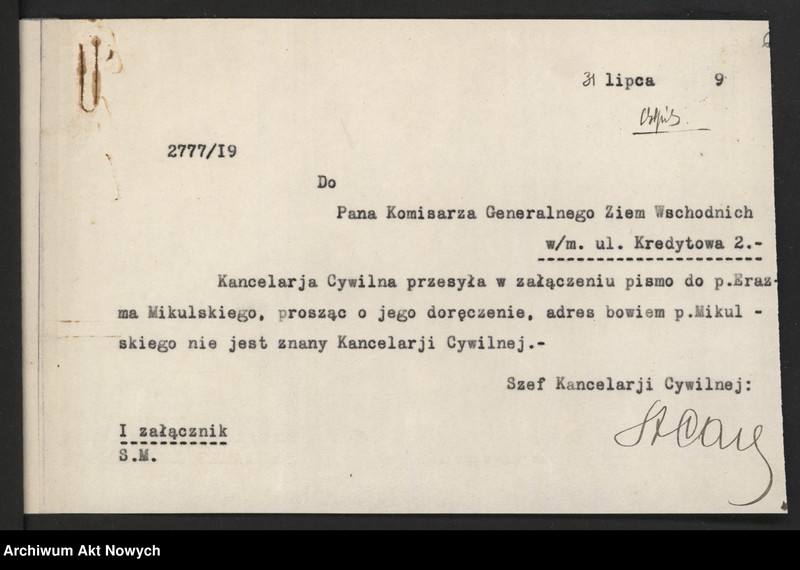 31 lipca 9
2777/I9
Do
Pana Komisarza Generalnego Ziem Wschodnich
w/m. ul. Kredytowa 2.-
Kancelarja Cywilna przesyła w załączeniu pismo do p.Eraz-
ma Mikulskiego, prosząc o jego doręczenie, adres bowiem p.Mikul -
skiego nie jest znany Kancelarji Cywilnej.-
Szef Kancelarji Cywilnej:
I załącznik
S.M.
Archiwum Akt Nowych